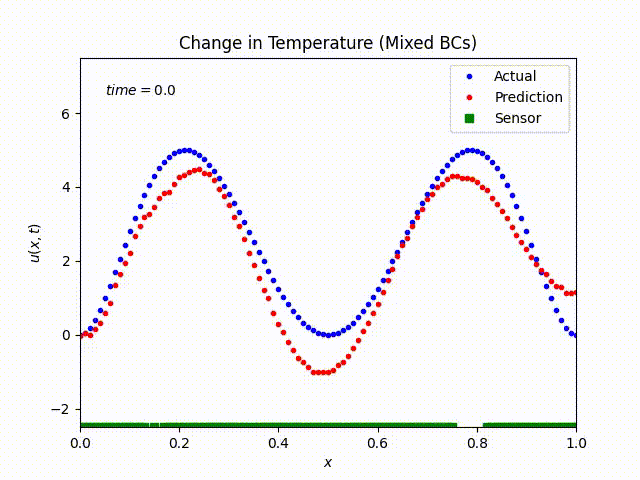 Change in Temperature (Mixed BCs)
time = 0.0
Actual
Prediction
Sensor
u(x, t)
6
4
2
0
−2
0.0 0.2 0.4 0.6 0.8 1.0
x